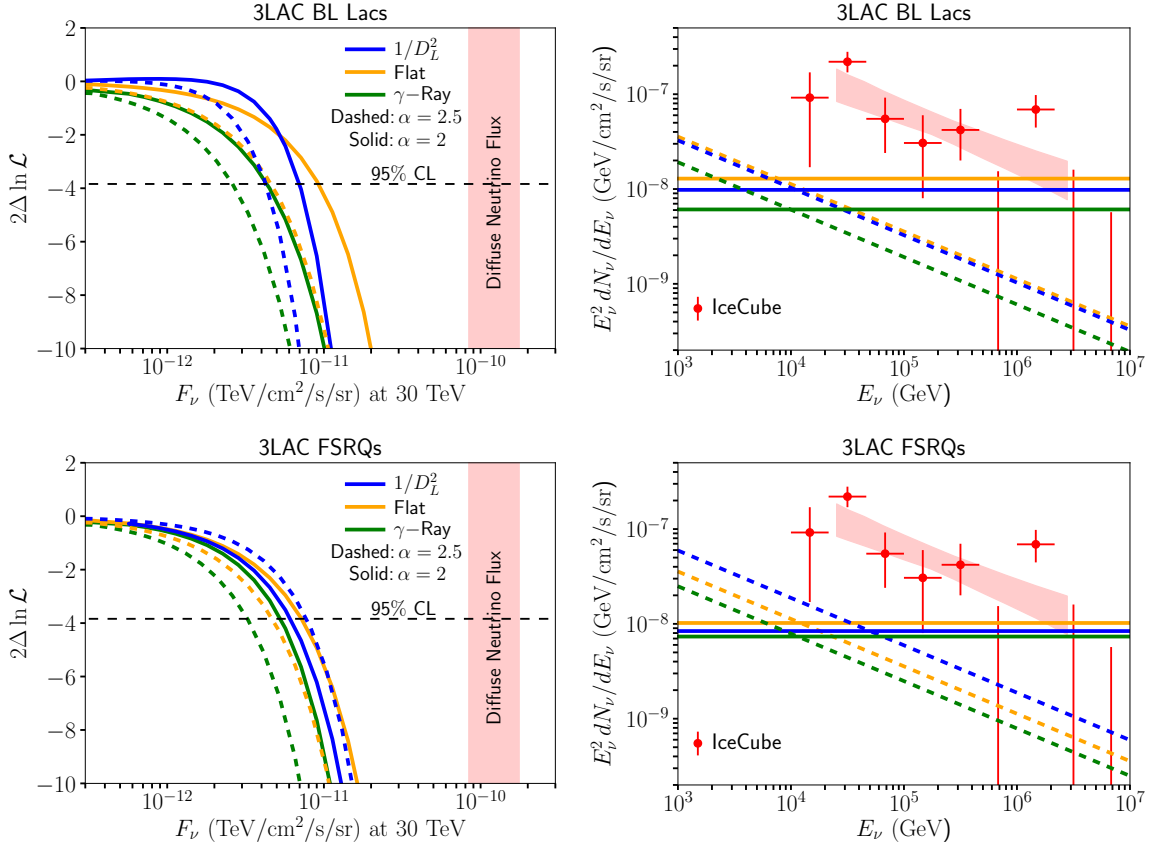 3LAC BL Lacs
2
0
−2
−4
−6
−8
−10
2Δ ln ℒ
1/D_L^2
Flat
γ−Ray
Dashed: α = 2.5
Solid: α = 2
95% CL
Diffuse Neutrino Flux
10^−12
10^−11
10^−10
F_ν (TeV/cm^2/s/sr) at 30 TeV
3LAC BL Lacs
10^−7
10^−8
10^−9
E_ν^2 dN_ν/dE_ν (GeV/cm^2/s/sr)
IceCube
10^3
10^4
10^5
10^6
10^7
E_ν (GeV)
3LAC FSRQs
2
0
−2
−4
−6
−8
−10
2Δ ln ℒ
1/D_L^2
Flat
γ−Ray
Dashed: α = 2.5
Solid: α = 2
95% CL
Diffuse Neutrino Flux
10^−12
10^−11
10^−10
F_ν (TeV/cm^2/s/sr) at 30 TeV
3LAC FSRQs
10^−7
10^−8
10^−9
E_ν^2 dN_ν/dE_ν (GeV/cm^2/s/sr)
IceCube
10^3
10^4
10^5
10^6
10^7
E_ν (GeV)